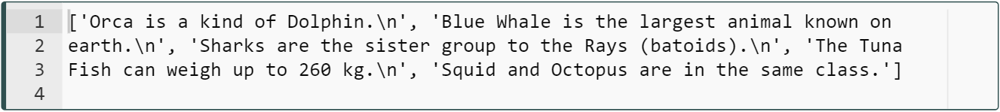 1 ['Orca is a kind of Dolphin.\n', 'Blue Whale is the largest animal known on
2 earth.\n', 'Sharks are the sister group to the Rays (batoids).\n', 'The Tuna
3 Fish can weigh up to 260 kg.\n', 'Squid and Octopus are in the same class.']
4